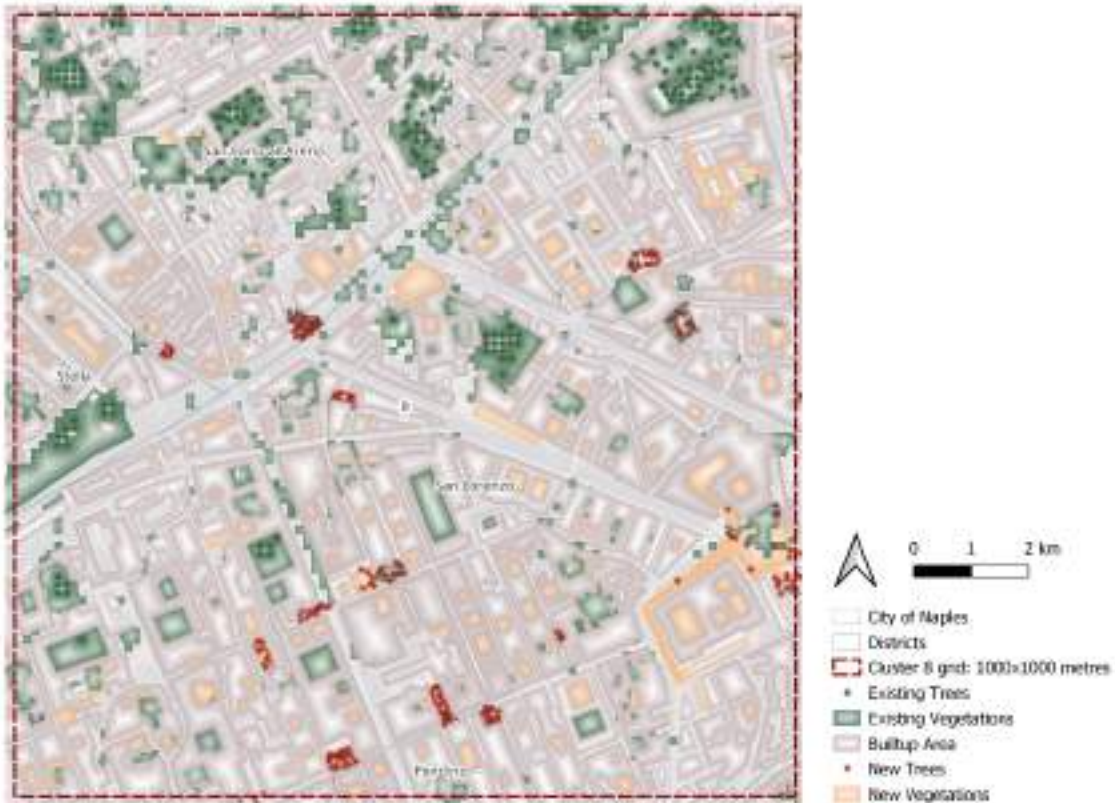 Stella
San Lorenzo
0 1 2 km
City of Naples
Districts
Cluster 8 grid: 1000x1000 metres
Existing Trees
Existing Vegetations
Builtup Area
New Trees
New Vegetations